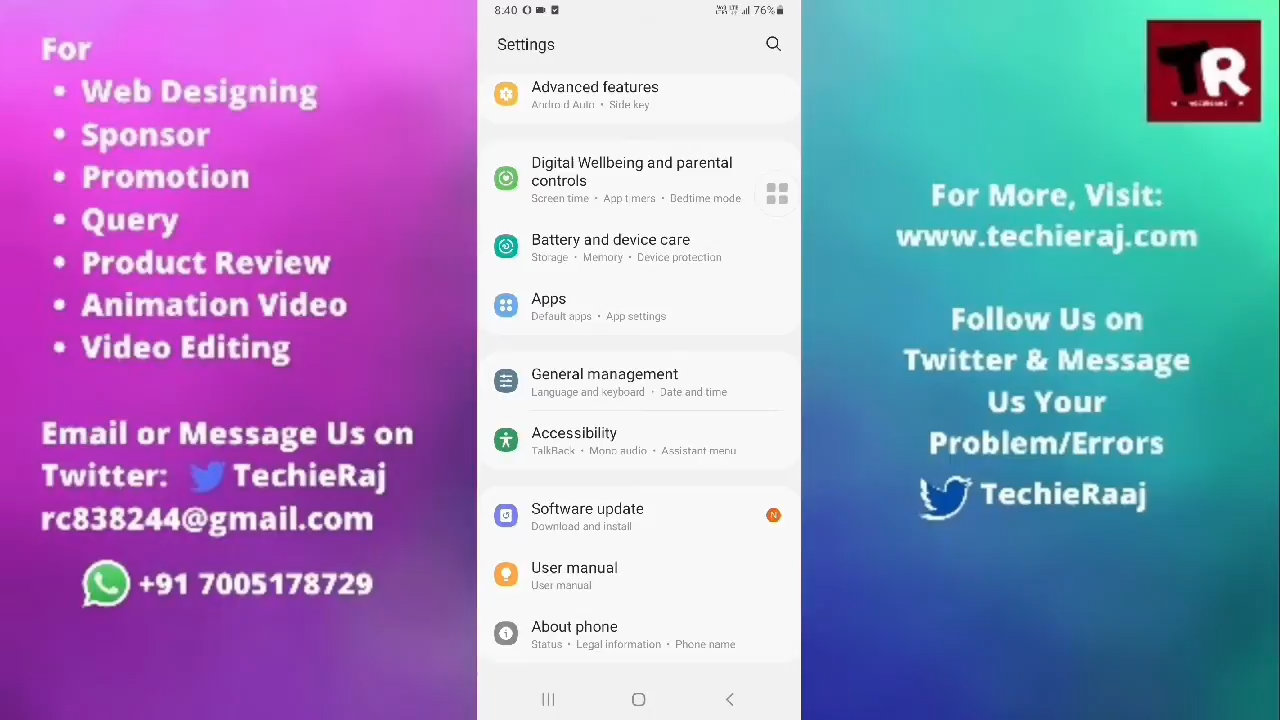 For
• Web Designing
• Sponsor
• Promotion
• Query
• Product Review
• Animation Video
• Video Editing
Email or Message Us on
Twitter: TechieRaj
rc838244@gmail.com
+91 7005178729
8:40
76%
Settings
Advanced features
Android Auto • Side key
Digital Wellbeing and parental
controls
Screen time • App timers • Bedtime mode
Battery and device care
Storage • Memory • Device protection
Apps
Default apps • App settings
General management
Language and keyboard • Date and time
Accessibility
TalkBack • Mono audio • Assistant menu
Software update
Download and install
N
User manual
User manual
About phone
Status • Legal information • Phone name
TR
For More, Visit:
www.techieraj.com
Follow Us on
Twitter & Message
Us Your
Problem/Errors
TechieRaaj